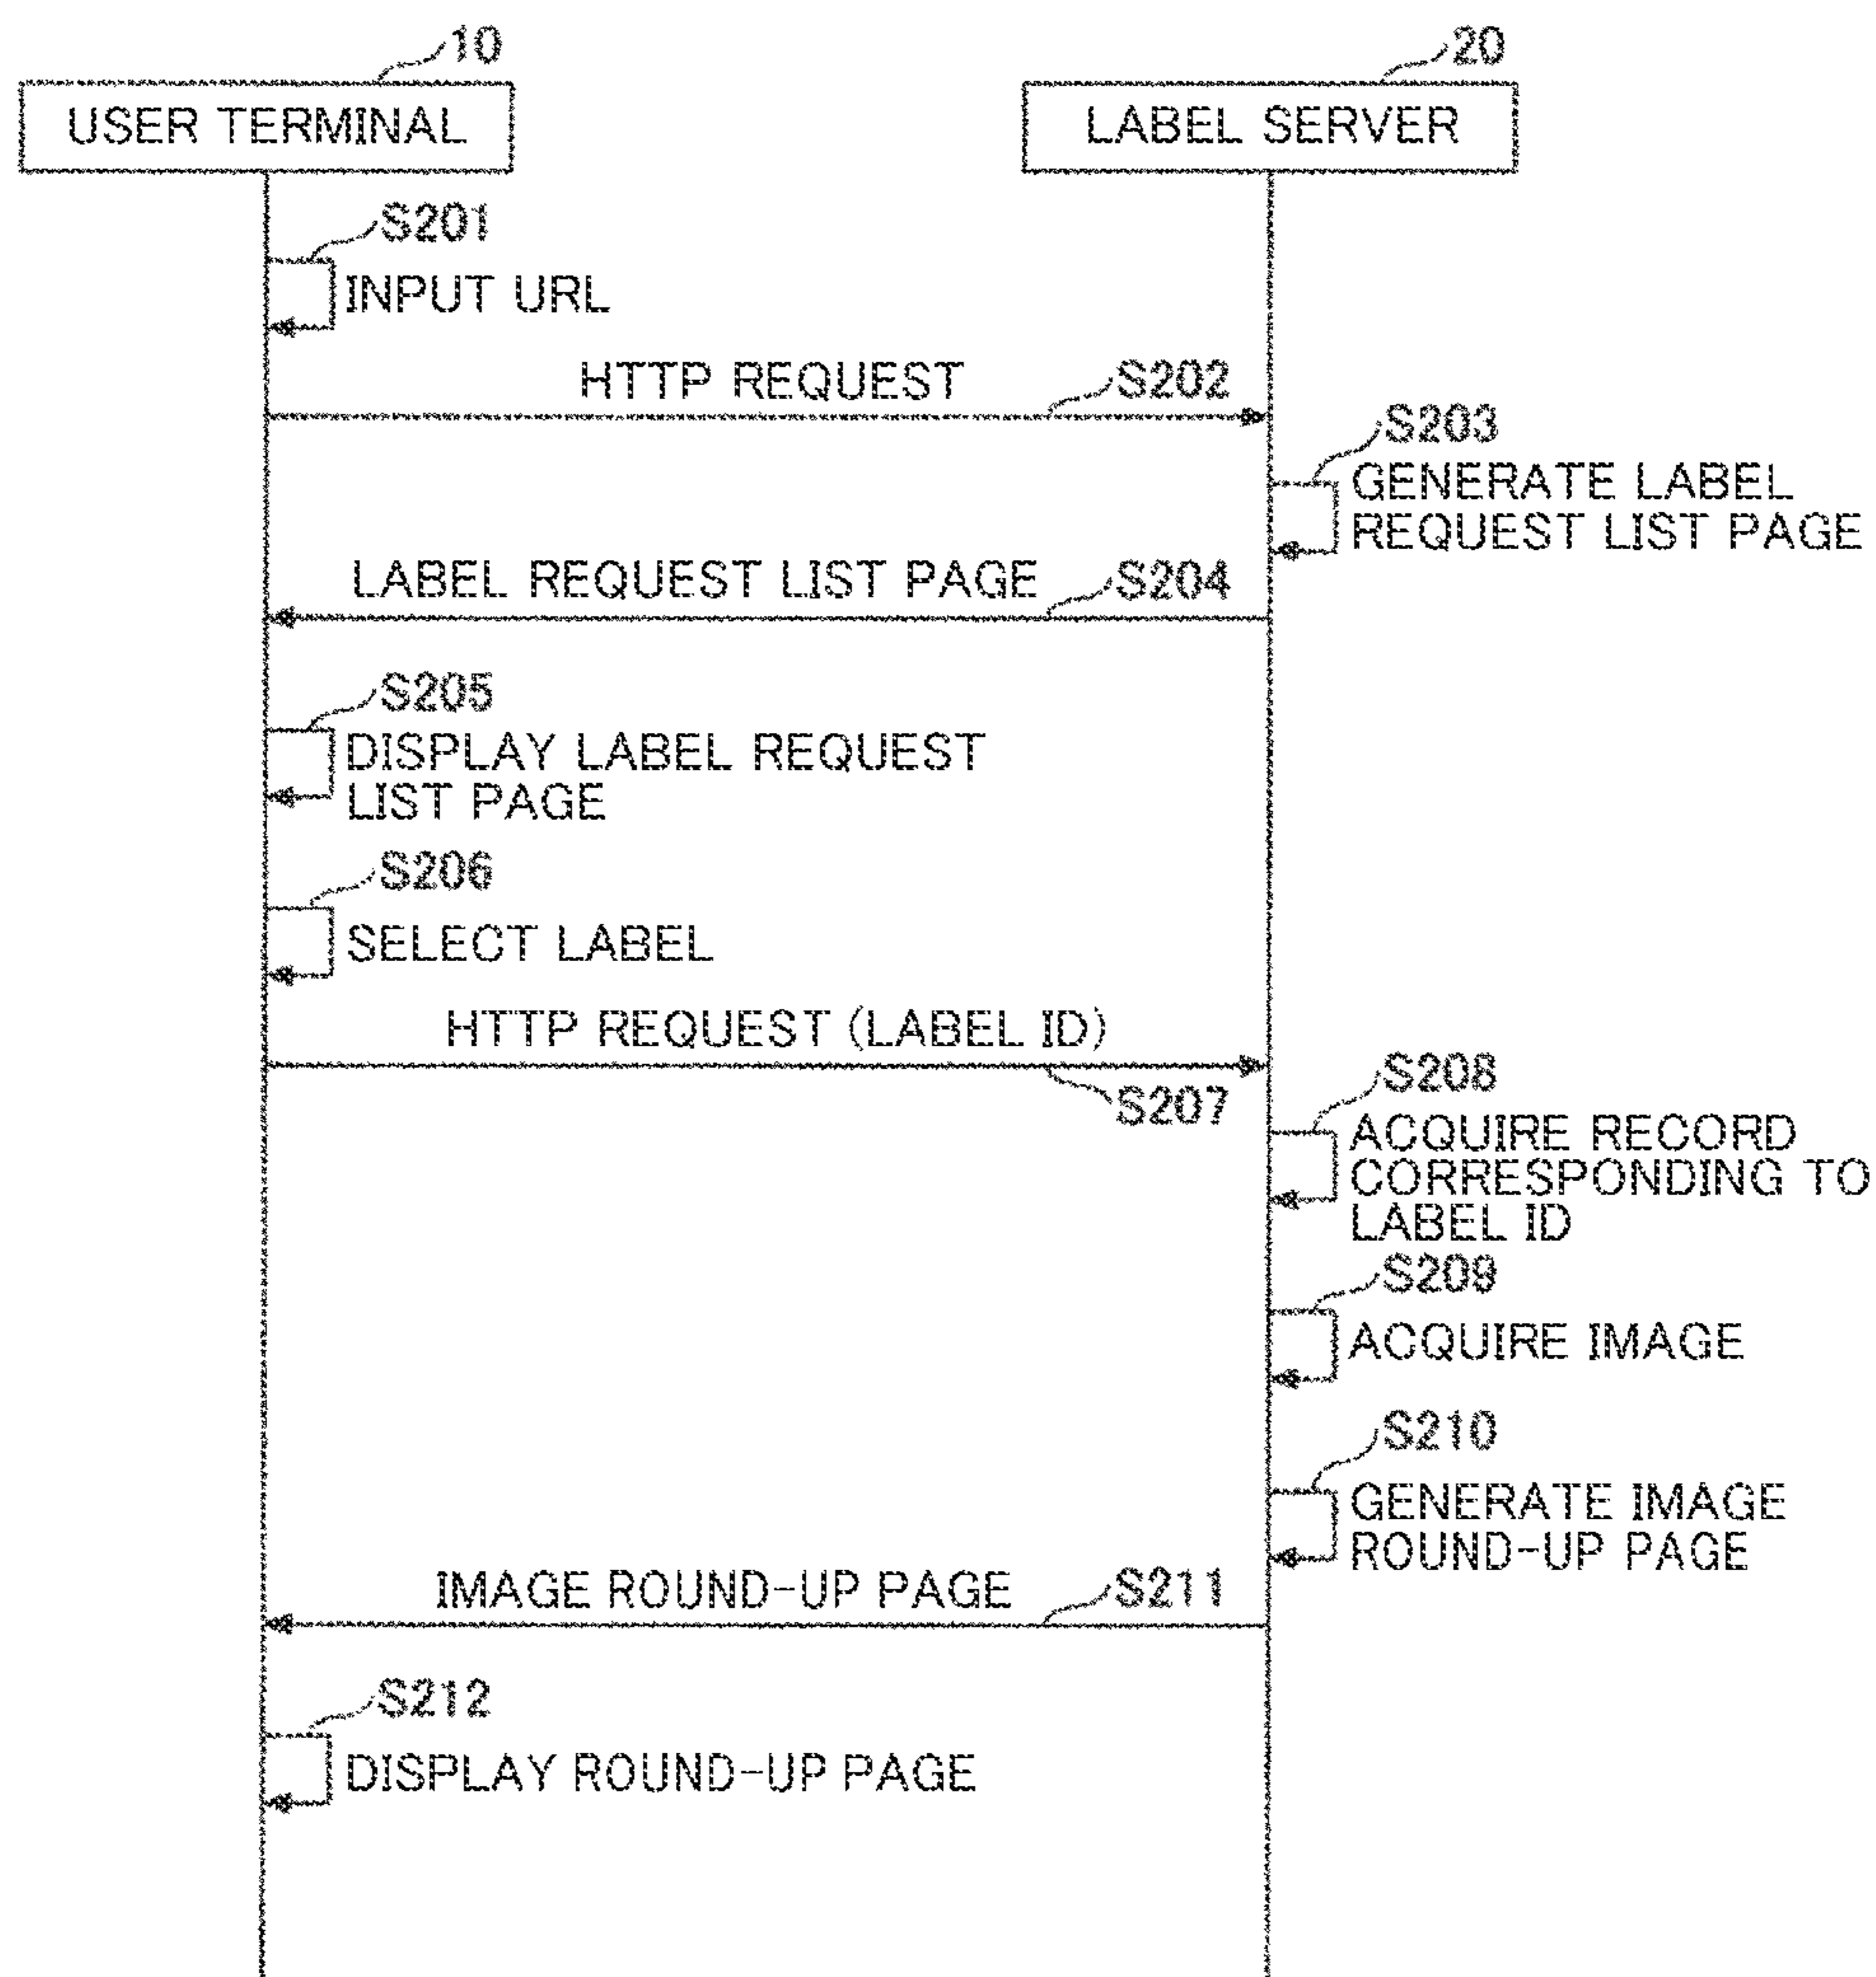 10
20
USER TERMINAL
LABEL SERVER
S201
INPUT URL
HTTP REQUEST
S202
S203
GENERATE LABEL
REQUEST LIST PAGE
LABEL REQUEST LIST PAGE
S204
S205
DISPLAY LABEL REQUEST
LIST PAGE
S206
SELECT LABEL
HTTP REQUEST (LABEL ID)
S207
S208
ACQUIRE RECORD
CORRESPONDING TO
LABEL ID
S209
ACQUIRE IMAGE
S210
GENERATE IMAGE
ROUND-UP PAGE
IMAGE ROUND-UP PAGE
S211
S212
DISPLAY ROUND-UP PAGE